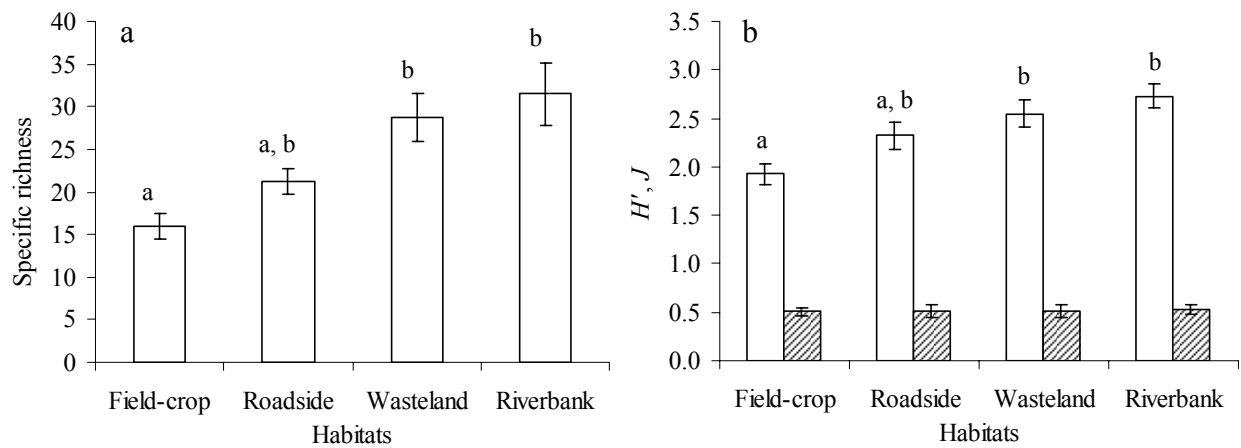 a
Specific richness
40
35
30
25
20
15
10
5
0
a
a, b
b
b
Field-crop Roadside Wasteland Riverbank
Habitats
b
H', J
3.5
3.0
2.5
2.0
1.5
1.0
0.5
0.0
a
a, b
b
b
Field-crop Roadside Wasteland Riverbank
Habitats